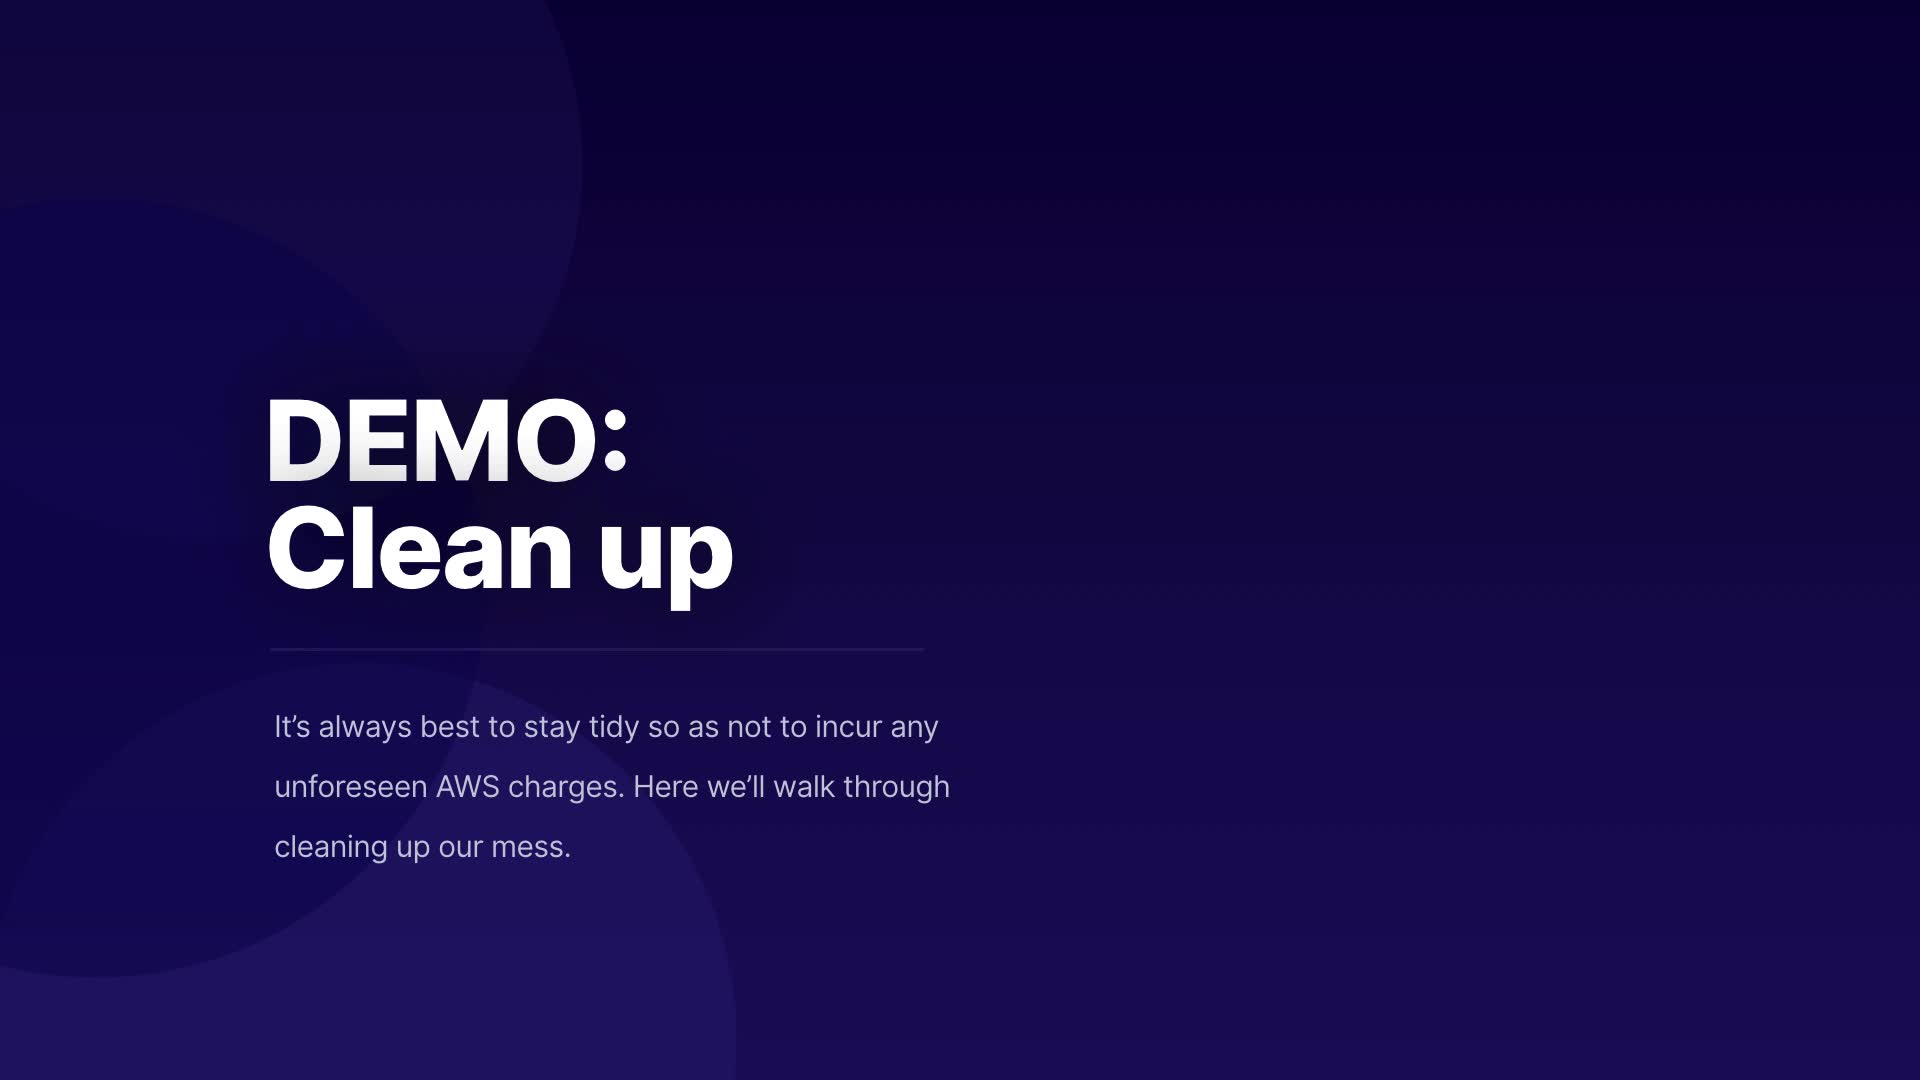 DEMO:
Clean up
It’s always best to stay tidy so as not to incur any
unforeseen AWS charges. Here we’ll walk through
cleaning up our mess.